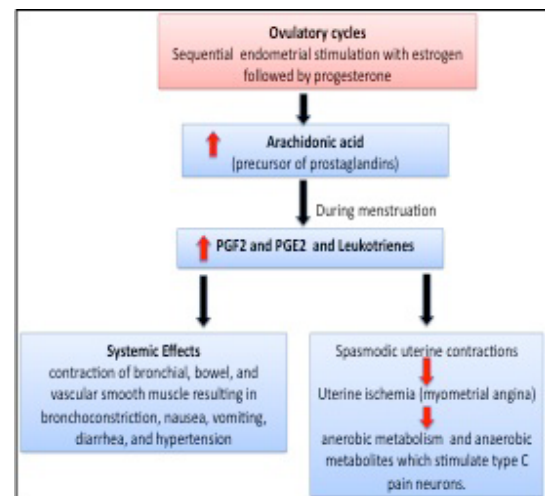 Ovulatory cycles
Sequential endometrial stimulation with estrogen
followed by progesterone
Arachidonic acid
(precursor of prostaglandins)
During menstruation
PGF2 and PGE2 and Leukotrienes
Systemic Effects
contraction of bronchial, bowel, and
vascular smooth muscle resulting in
bronchoconstriction, nausea, vomiting,
diarrhea, and hypertension
Spasmodic uterine contractions
Uterine ischemia (myometrial angina)
anerobic metabolism and anaerobic
metabolites which stimulate type C
pain neurons.